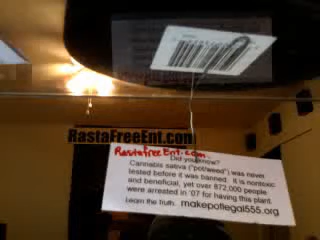 RastaFreeEnt.com
RastafreeEnt.com
Did you know?
Cannabis sativa ("pot/weed") was never
tested before it was banned. It is nontoxic
and beneficial, yet over 872,000 people
were arrested in '07 for having this plant.
Learn the truth. makepotlegal555.org